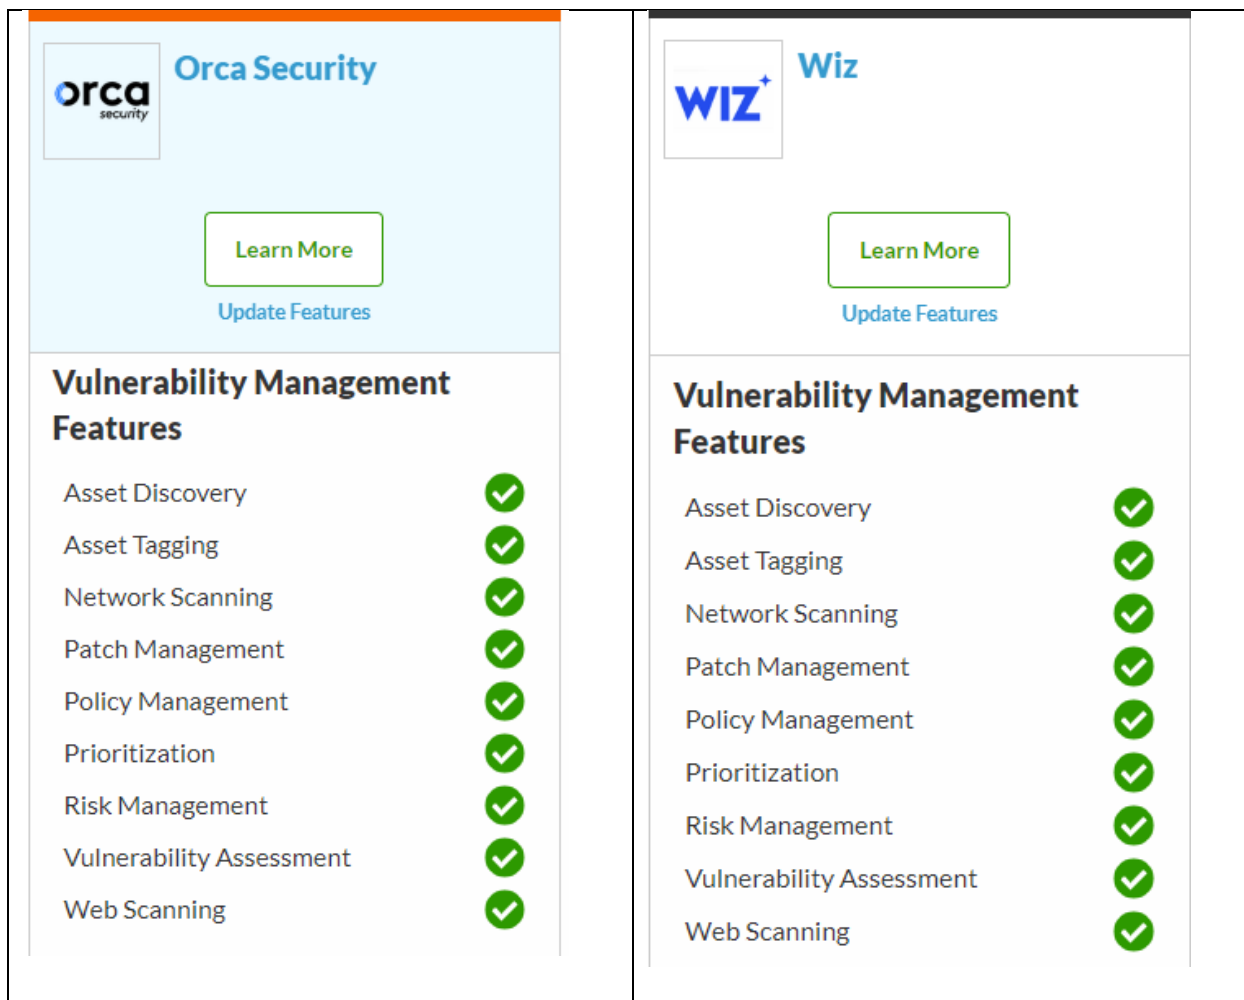 orca
security
Orca Security
Learn More
Update Features
Vulnerability Management
Features
Asset Discovery
Asset Tagging
Network Scanning
Patch Management
Policy Management
Prioritization
Risk Management
Vulnerability Assessment
Web Scanning
WIZ
Wiz
Learn More
Update Features
Vulnerability Management
Features
Asset Discovery
Asset Tagging
Network Scanning
Patch Management
Policy Management
Prioritization
Risk Management
Vulnerability Assessment
Web Scanning